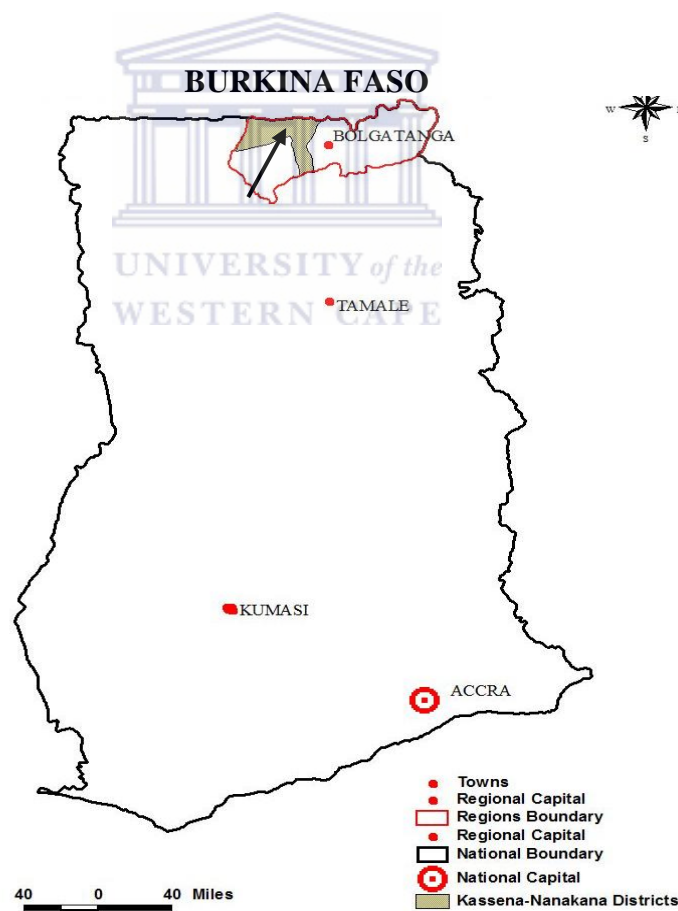 BURKINA FASO
W
S
BOLGATANGA
UNIVERSITY of the
WESTERN CAPE
TAMALE
KUMASI
ACCRA
Towns
Regional Capital
Regions Boundary
Regional Capital
National Boundary
National Capital
Kassena-Nanakana Districts
40 0 40 Miles